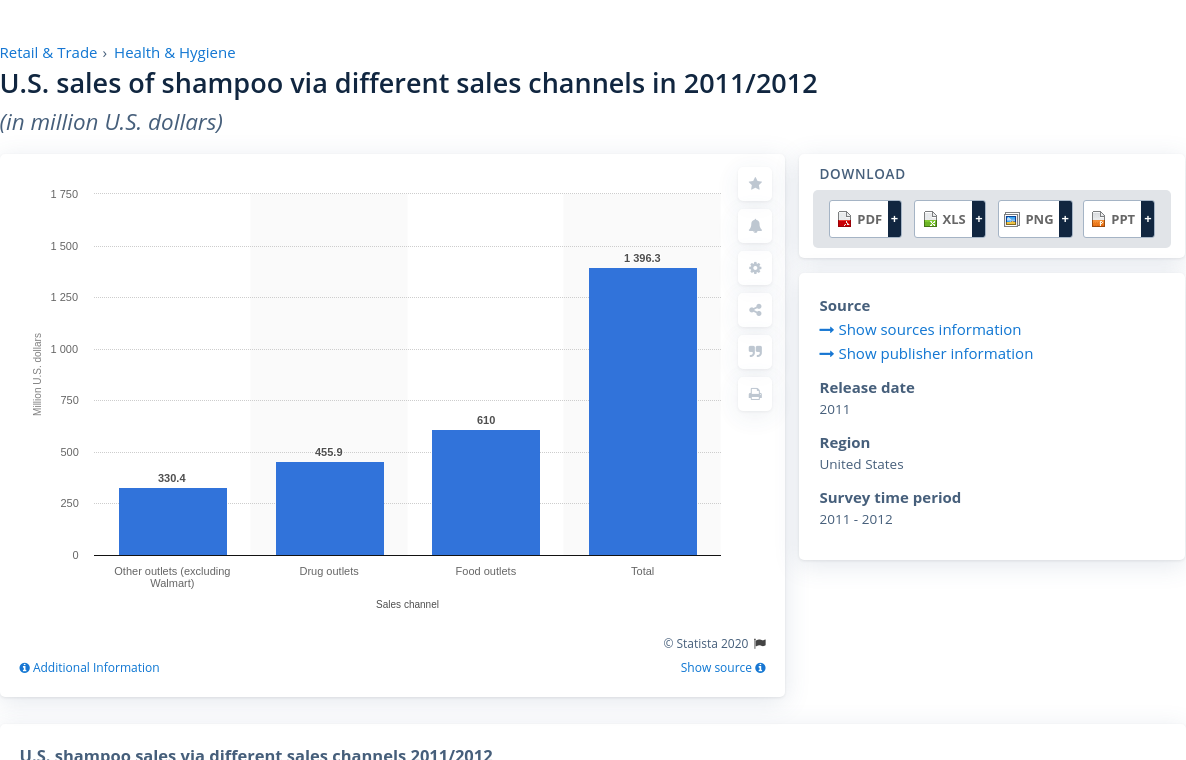 Retail & Trade › Health & Hygiene
U.S. sales of shampoo via different sales channels in 2011/2012
(in million U.S. dollars)
Million U.S. dollars
1 750
1 500
1 250
1 000
750
500
250
0
330.4
455.9
610
1 396.3
Other outlets (excluding
Walmart)
Drug outlets
Food outlets
Total
Sales channel
© Statista 2020
Additional Information
Show source
DOWNLOAD
PDF + XLS + PNG + PPT +
Source
Show sources information
Show publisher information
Release date
2011
Region
United States
Survey time period
2011 - 2012
U.S. shampoo sales via different sales channels 2011/2012